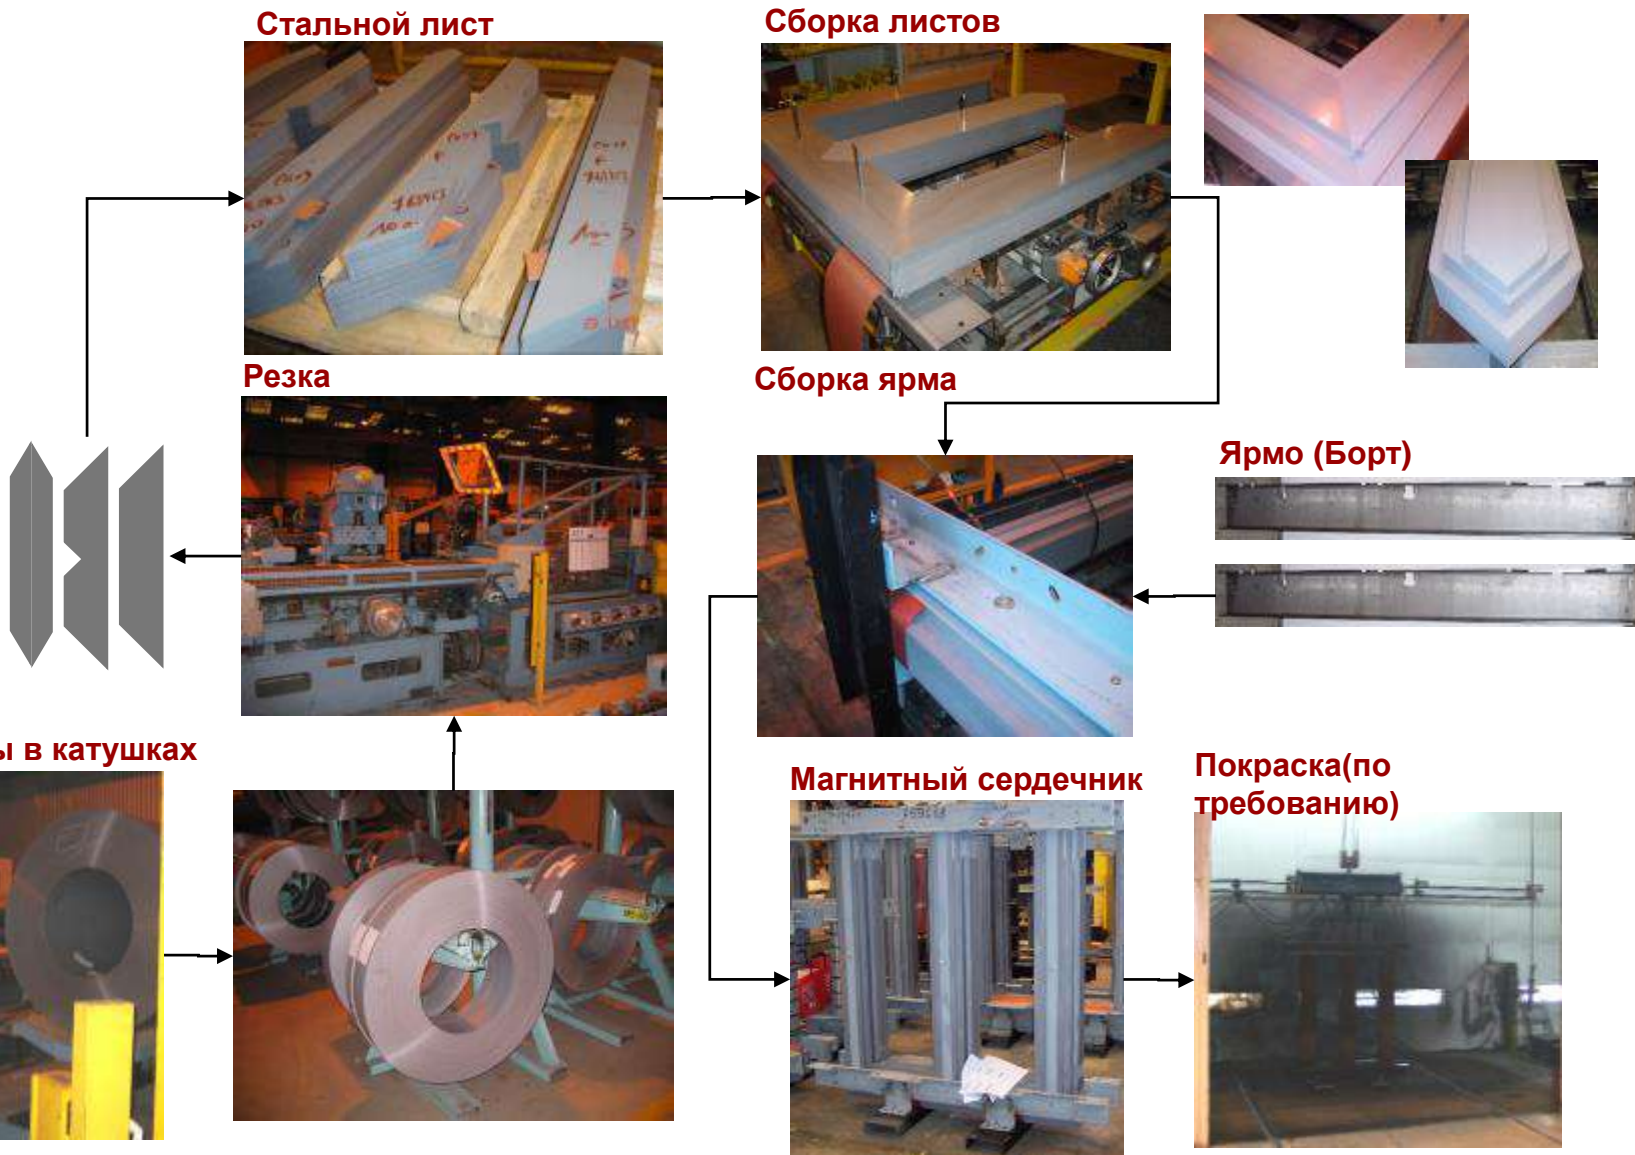 Стальной лист
Сборка листов
Резка
Сборка ярма
Ярмо (Борт)
ы в катушках
Магнитный сердечник
Покраска(по
требованию)